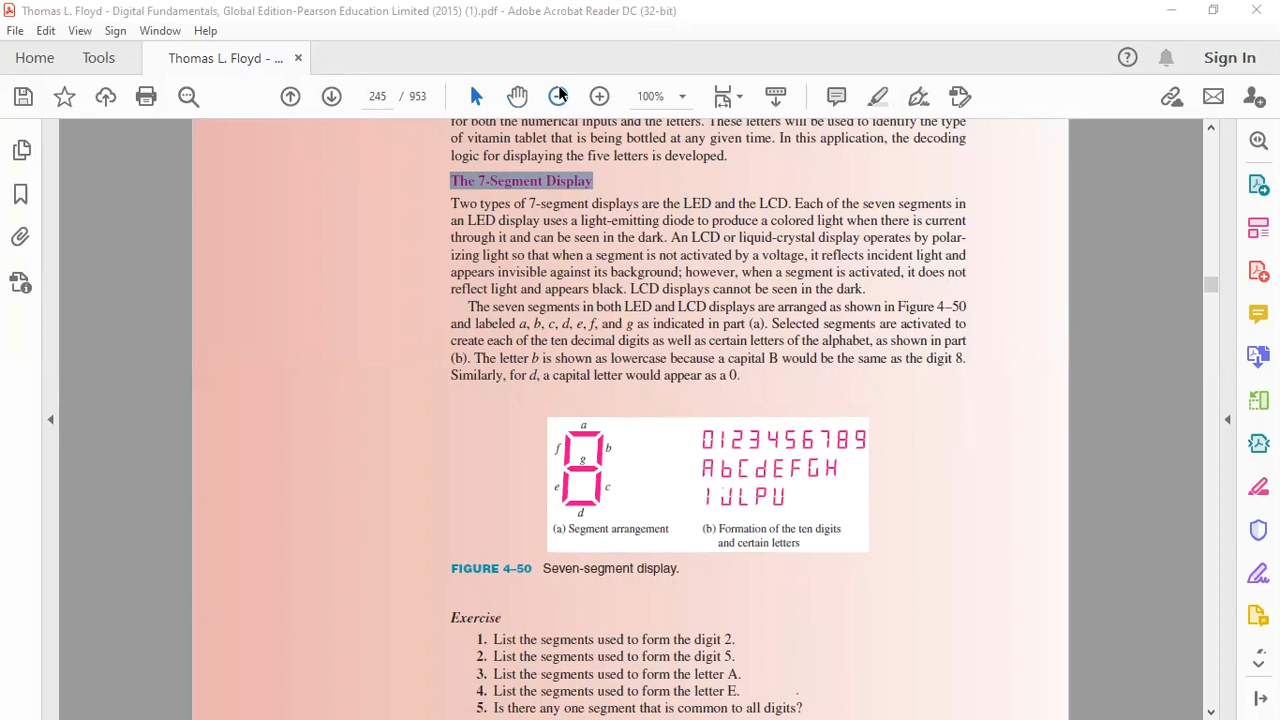 Thomas L. Floyd - Digital Fundamentals, Global Edition-Pearson Education Limited (2015) (1).pdf - Adobe Acrobat Reader DC (32-bit)
File Edit View Sign Window Help
Home Tools Thomas L. Floyd - ... × Sign In
245 / 953 100%
for both the numerical inputs and the letters. These letters will be used to identify the type
of vitamin tablet that is being bottled at any given time. In this application, the decoding
logic for displaying the five letters is developed.
The 7-Segment Display
Two types of 7-segment displays are the LED and the LCD. Each of the seven segments in
an LED display uses a light-emitting diode to produce a colored light when there is current
through it and can be seen in the dark. An LCD or liquid-crystal display operates by polar-
izing light so that when a segment is not activated by a voltage, it reflects incident light and
appears invisible against its background; however, when a segment is activated, it does not
reflect light and appears black. LCD displays cannot be seen in the dark.
The seven segments in both LED and LCD displays are arranged as shown in Figure 4–50
and labeled a, b, c, d, e, f, and g as indicated in part (a). Selected segments are activated to
create each of the ten decimal digits as well as certain letters of the alphabet, as shown in part
(b). The letter b is shown as lowercase because a capital B would be the same as the digit 8.
Similarly, for d, a capital letter would appear as a 0.
a
f b
g
e c
d
(a) Segment arrangement
0123456789
AbCdEFGH
IJLPU
(b) Formation of the ten digits
and certain letters
FIGURE 4–50 Seven-segment display.
Exercise
1. List the segments used to form the digit 2.
2. List the segments used to form the digit 5.
3. List the segments used to form the letter A.
4. List the segments used to form the letter E.
5. Is there any one segment that is common to all digits?